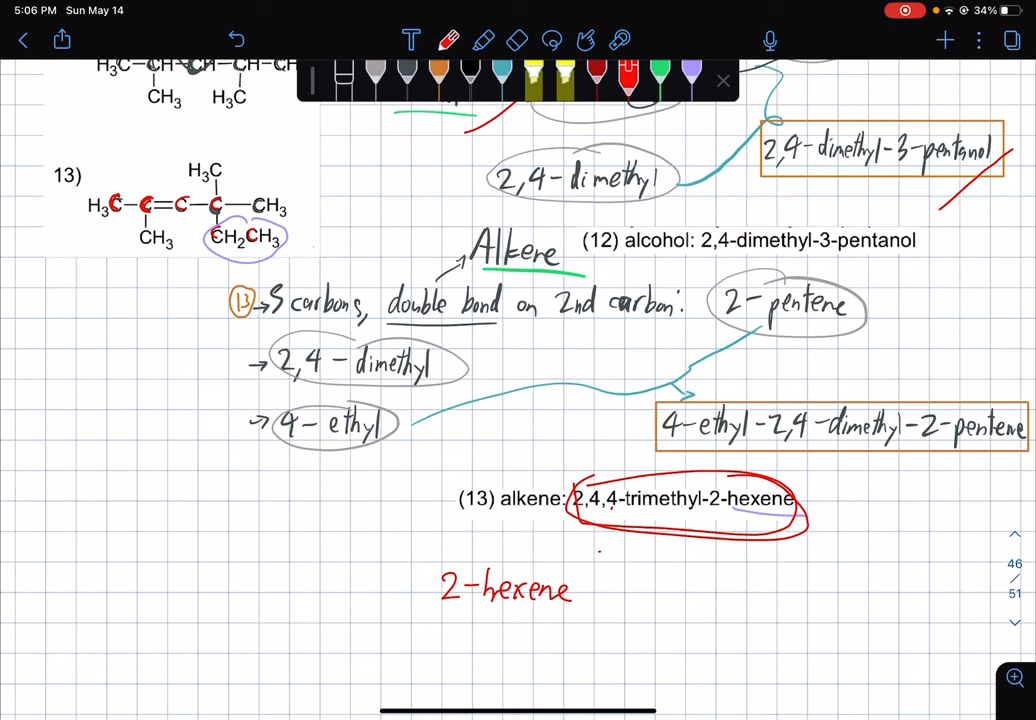 5:06 PM Sun May 14
34%
H₃C—CH—CH—CH—CH
CH₃ H₃C
2,4-dimethyl-3-pentanol
2,4-dimethyl
13)
H₃C
H₃C—C=C—C—CH₃
CH₃ CH₂CH₃
Alkene
(12) alcohol: 2,4-dimethyl-3-pentanol
13 → 5 carbons, double bond on 2nd carbon: 2-pentene
→ 2,4-dimethyl
→ 4-ethyl
4-ethyl-2,4-dimethyl-2-pentene
(13) alkene: 2,4,4-trimethyl-2-hexene
2-hexene
46
/
51